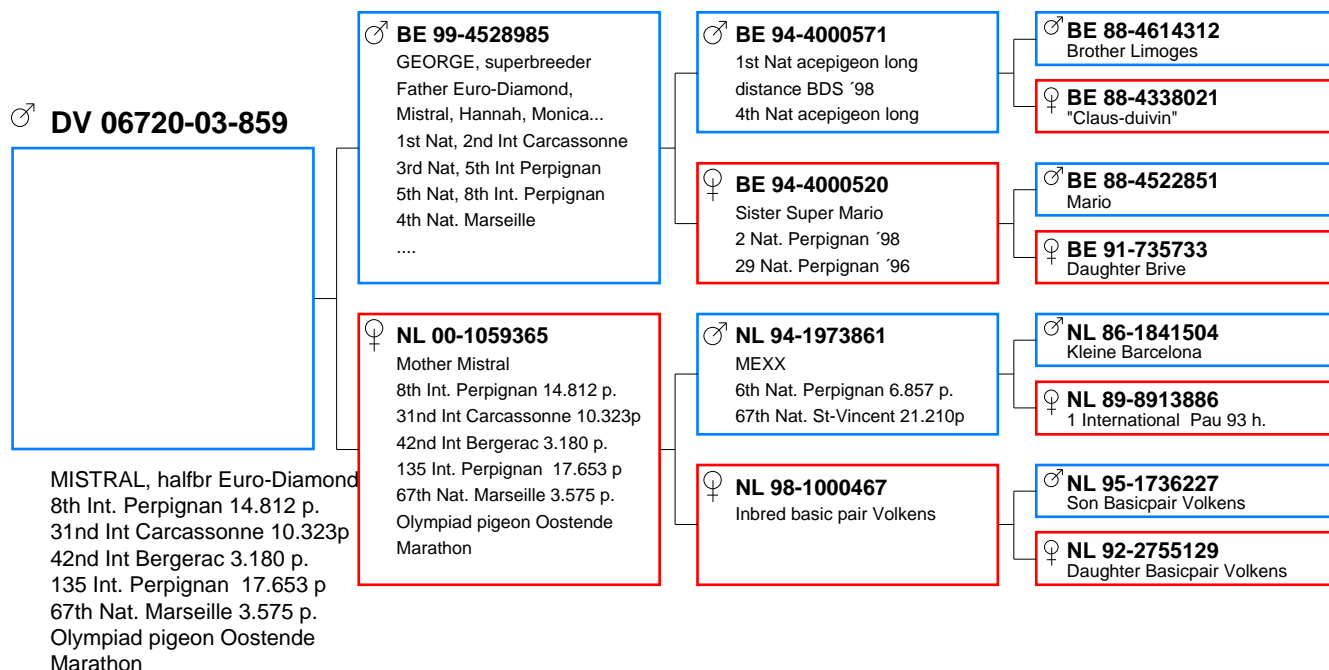 DV 06720-03-859
MISTRAL, halfbr Euro-Diamond
8th Int. Perpignan 14.812 p.
31nd Int Carcassonne 10.323p
42nd Int Bergerac 3.180 p.
135 Int. Perpignan  17.653 p
67th Nat. Marseille 3.575 p.
Olympiad pigeon Oostende
Marathon
BE 99-4528985
GEORGE, superbreeder
Father Euro-Diamond,
Mistral, Hannah, Monica...
1st Nat, 2nd Int Carcassonne
3rd Nat, 5th Int Perpignan
5th Nat, 8th Int. Perpignan
4th Nat. Marseille
....
NL 00-1059365
Mother Mistral
8th Int. Perpignan 14.812 p.
31nd Int Carcassonne 10.323p
42nd Int Bergerac 3.180 p.
135 Int. Perpignan  17.653 p
67th Nat. Marseille 3.575 p.
Olympiad pigeon Oostende
Marathon
BE 94-4000571
1st Nat acepigeon long
distance BDS ´98
4th Nat acepigeon long
BE 94-4000520
Sister Super Mario
2 Nat. Perpignan ´98
29 Nat. Perpignan ´96
NL 94-1973861
MEXX
6th Nat. Perpignan 6.857 p.
67th Nat. St-Vincent 21.210p
NL 98-1000467
Inbred basic pair Volkens
BE 88-4614312
Brother Limoges
BE 88-4338021
"Claus-duivin"
BE 88-4522851
Mario
BE 91-735733
Daughter Brive
NL 86-1841504
Kleine Barcelona
NL 89-8913886
1 International  Pau 93 h.
NL 95-1736227
Son Basicpair Volkens
NL 92-2755129
Daughter Basicpair Volkens